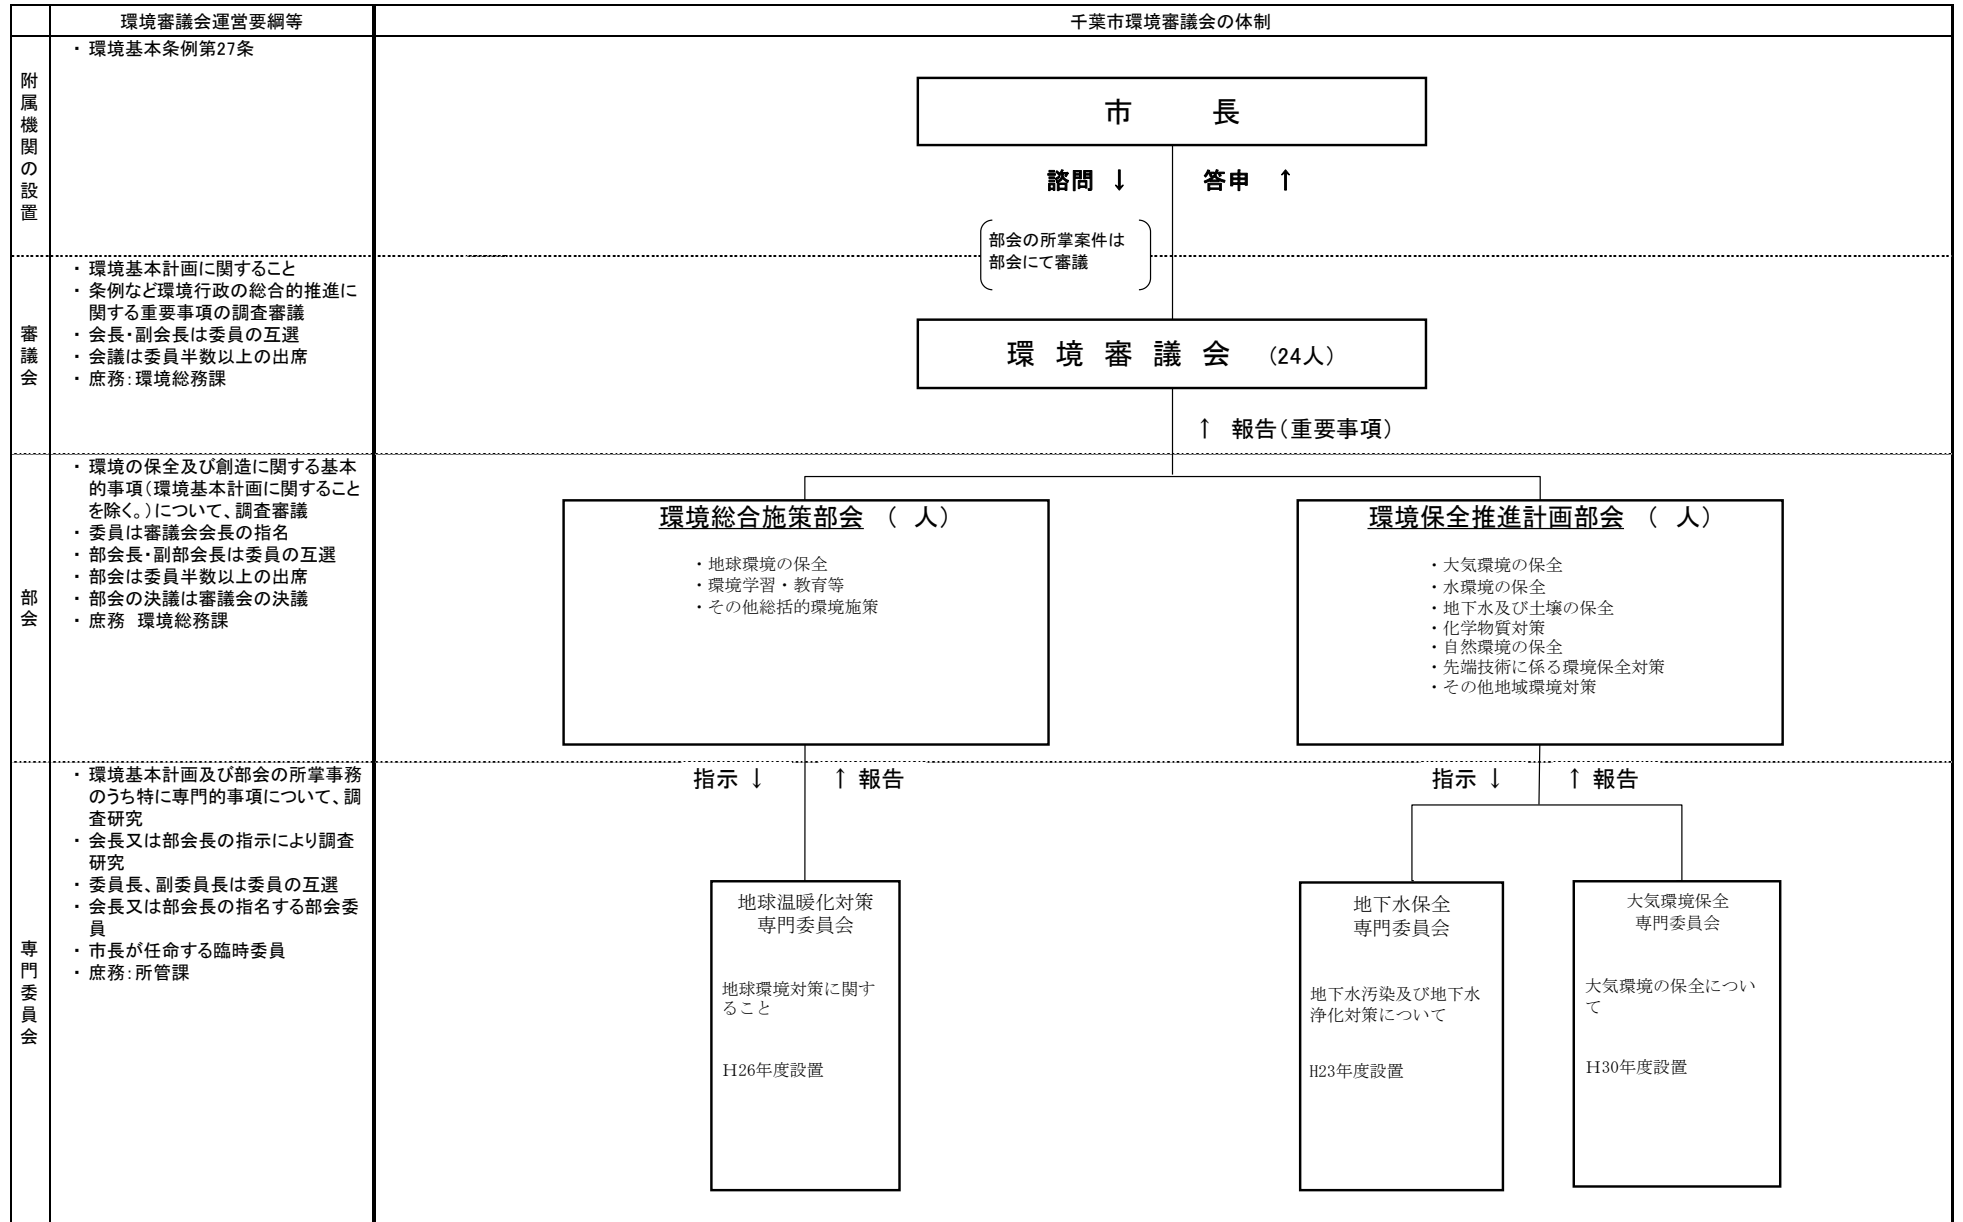 環境審議会運営要綱等
千葉市環境審議会の体制
附属機関の設置
・ 環境基本条例第27条
市 長
諮問 ↓ 答申 ↑
部会の所掌案件は
部会にて審議
審議会
・ 環境基本計画に関すること
・ 条例など環境行政の総合的推進に
関する重要事項の調査審議
・ 会長・副会長は委員の互選
・ 会議は委員半数以上の出席
・ 庶務：環境総務課
環 境 審 議 会 （24人）
↑ 報告（重要事項）
部会
・ 環境の保全及び創造に関する基本
的事項（環境基本計画に関すること
を除く。）について、調査審議
・ 委員は審議会会長の指名
・ 部会長・副部会長は委員の互選
・ 部会は委員半数以上の出席
・ 部会の決議は審議会の決議
・ 庶務 環境総務課
環境総合施策部会 （ 人）
・地球環境の保全
・環境学習・教育等
・その他総括的環境施策
環境保全推進計画部会 （ 人）
・大気環境の保全
・水環境の保全
・地下水及び土壌の保全
・化学物質対策
・自然環境の保全
・先端技術に係る環境保全対策
・その他地域環境対策
専門委員会
・ 環境基本計画及び部会の所掌事務
のうち特に専門的事項について、調
査研究
・ 会長又は部会長の指示により調査
研究
・ 委員長、副委員長は委員の互選
・ 会長又は部会長の指名する部会委
員
・ 市長が任命する臨時委員
・ 庶務：所管課
指示 ↓ ↑ 報告
地球温暖化対策
専門委員会
地球環境対策に関す
ること
H26年度設置
指示 ↓ ↑ 報告
地下水保全
専門委員会
地下水汚染及び地下水
浄化対策について
H23年度設置
大気環境保全
専門委員会
大気環境の保全につい
て
H30年度設置